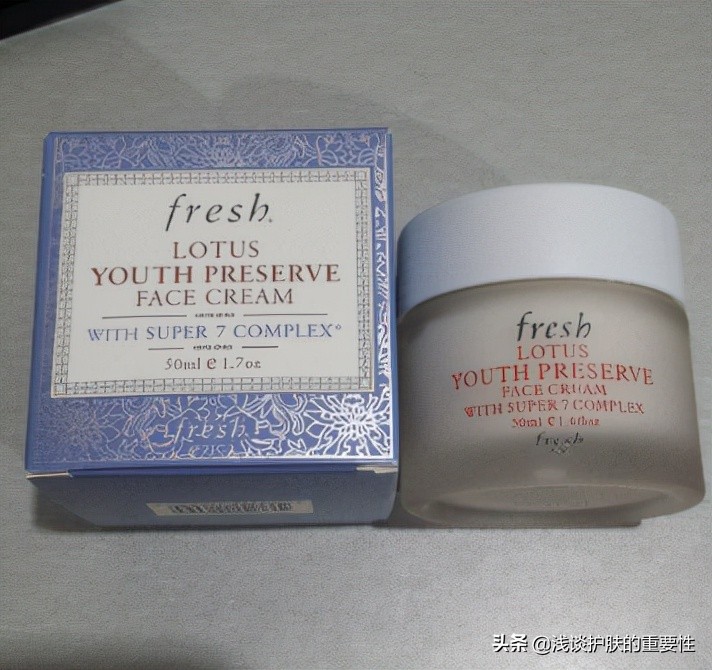 fresh.
LOTUS
YOUTH PRESERVE
FACE CREAM
WITH SUPER 7 COMPLEX®
50ml e 1.7oz
fresh
fresh
LOTUS
YOUTH PRESERVE
FACE CREAM
WITH SUPER 7 COMPLEX
50ml e
fresh
头条 @浅谈护肤的重要性